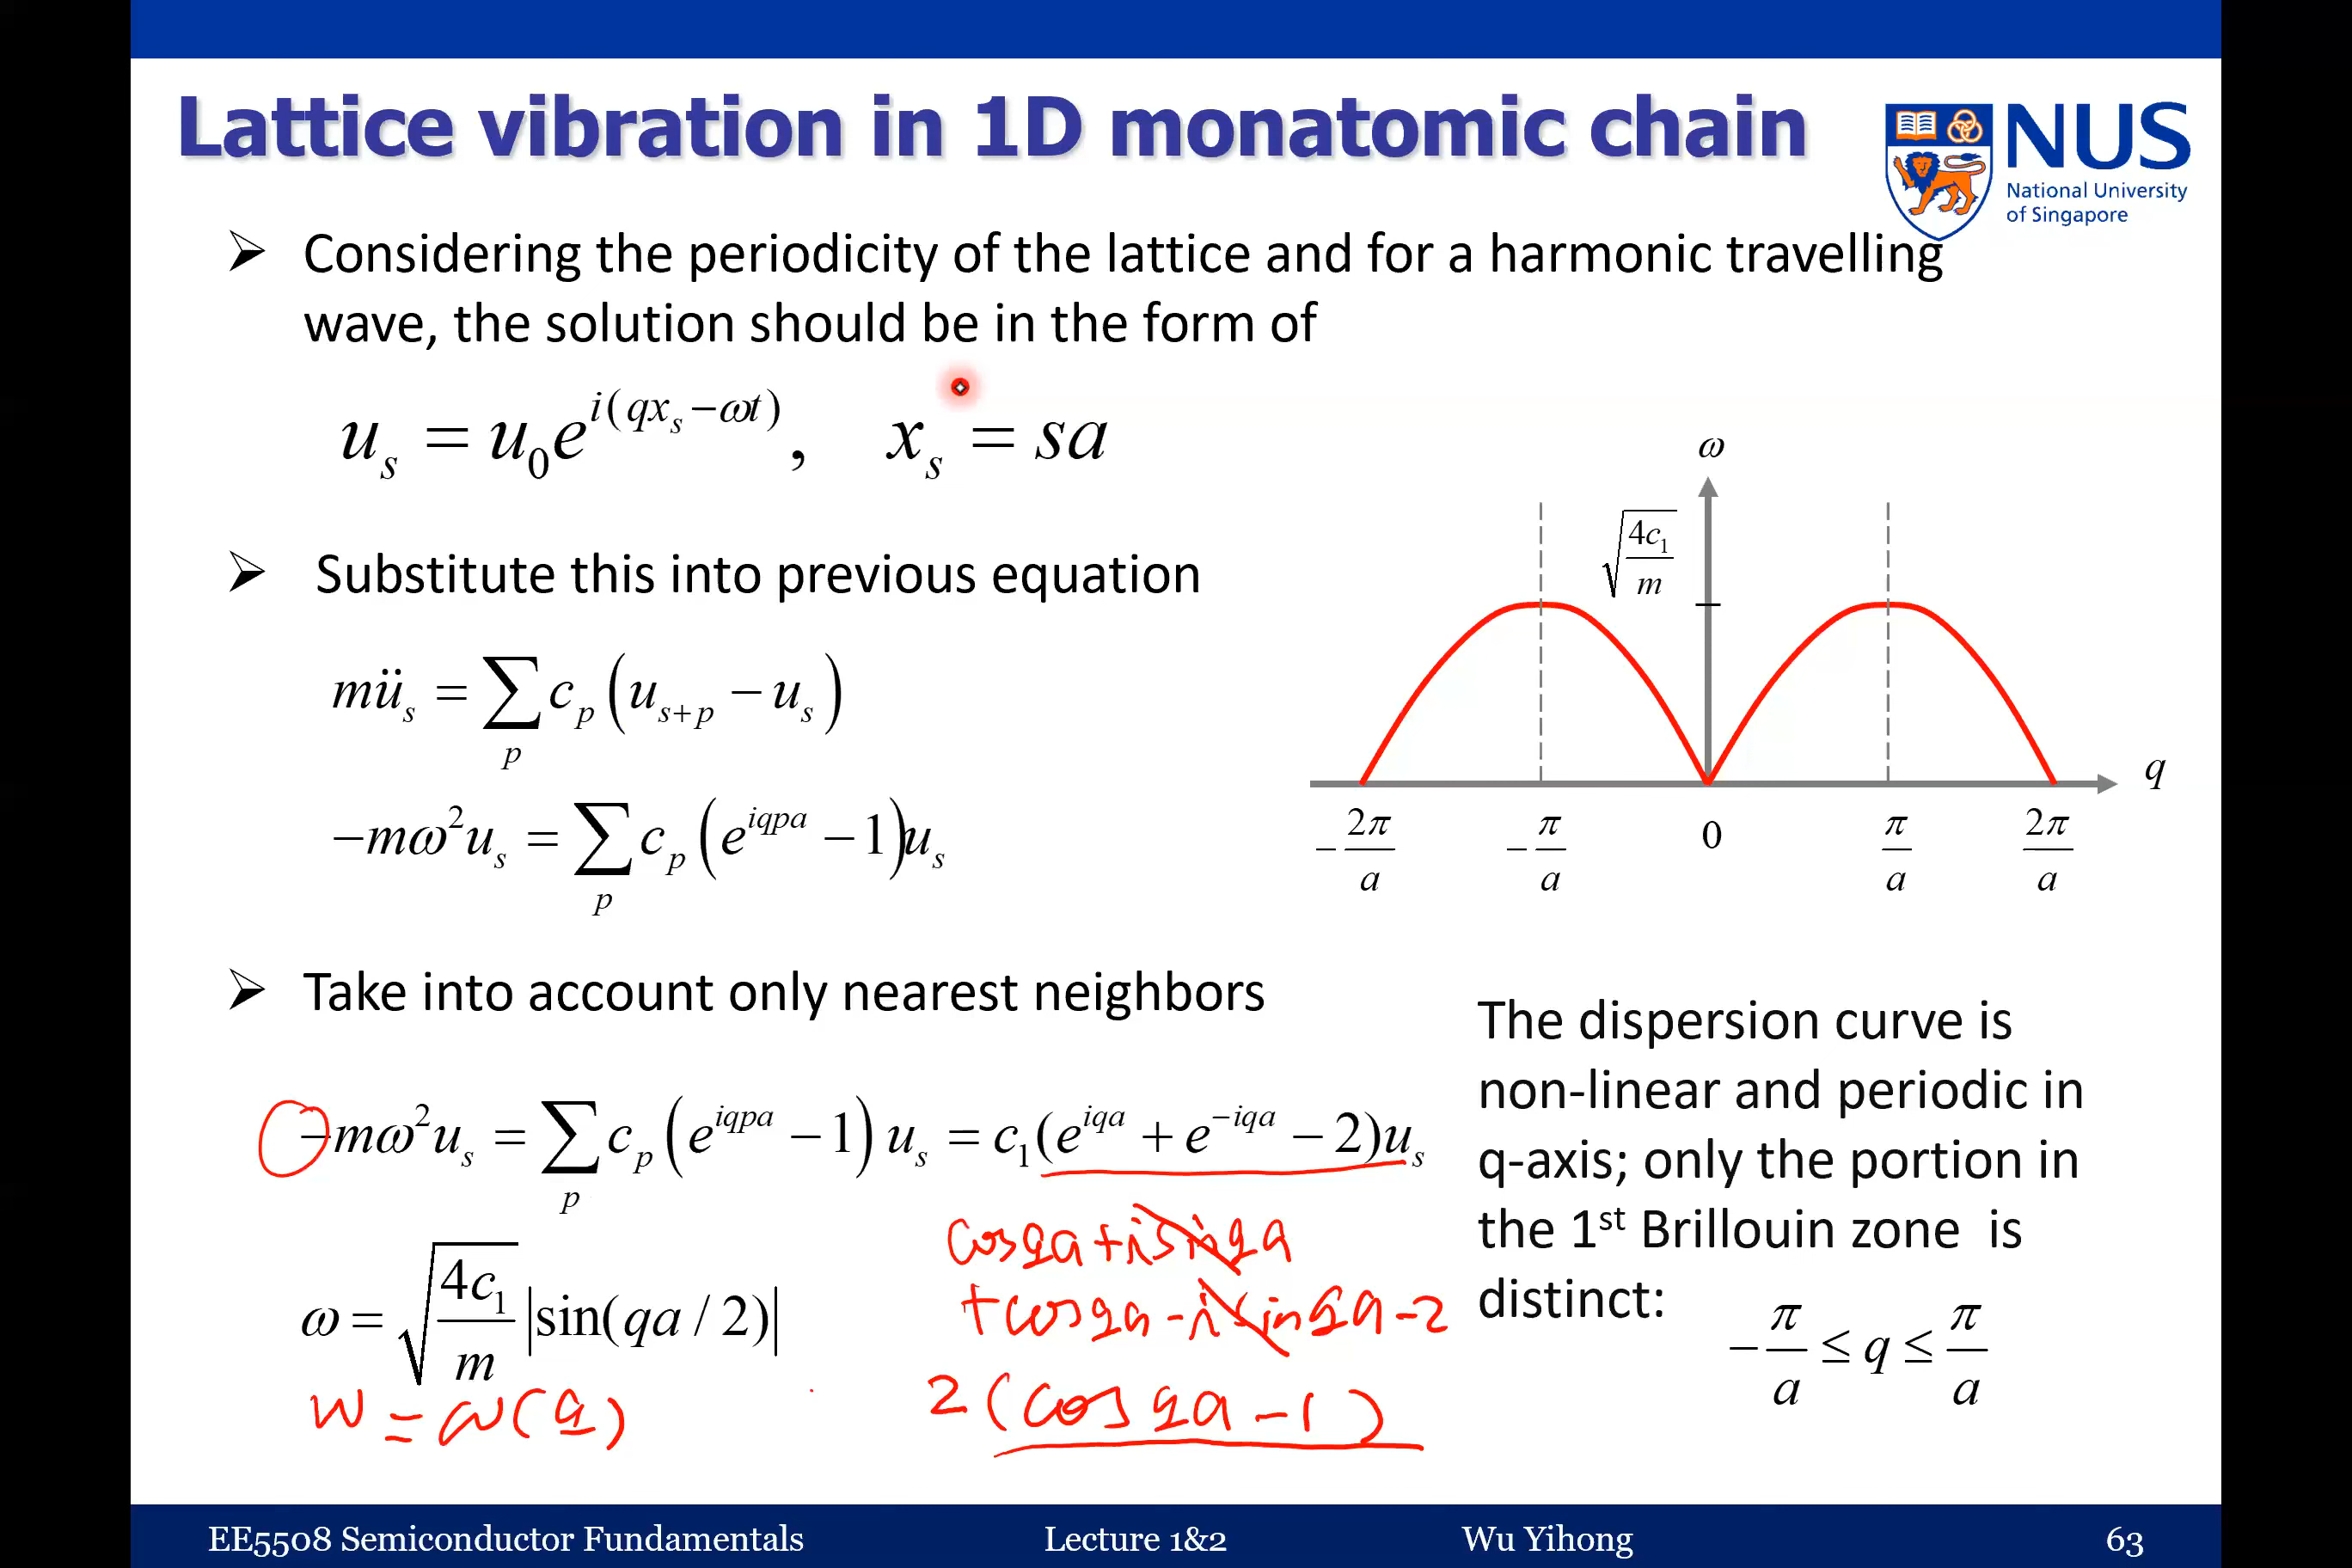 Lattice vibration in 1D monatomic chain
NUS
National University
of Singapore
➢ Considering the periodicity of the lattice and for a harmonic travelling
wave, the solution should be in the form of
u_s = u_0 e^{i(qx_s − ωt)}, x_s = sa
➢ Substitute this into previous equation
mü_s = ∑_p c_p (u_{s+p} − u_s)
−mω²u_s = ∑_p c_p (e^{iqpa} − 1)u_s
➢ Take into account only nearest neighbors
−mω²u_s = ∑_p c_p (e^{iqpa} − 1) u_s = c_1(e^{iqa} + e^{−iqa} − 2)u_s
cos qa + i sin qa
+ cos qa − i sin qa − 2
2 (cos qa − 1)
ω = √(4c_1/m) |sin(qa / 2)|
w = ω(q)
ω
√(4c_1/m)
q
−2π/a −π/a 0 π/a 2π/a
The dispersion curve is
non-linear and periodic in
q-axis; only the portion in
the 1st Brillouin zone is
distinct:
−π/a ≤ q ≤ π/a
EE5508 Semiconductor Fundamentals Lecture 1&2 Wu Yihong 63